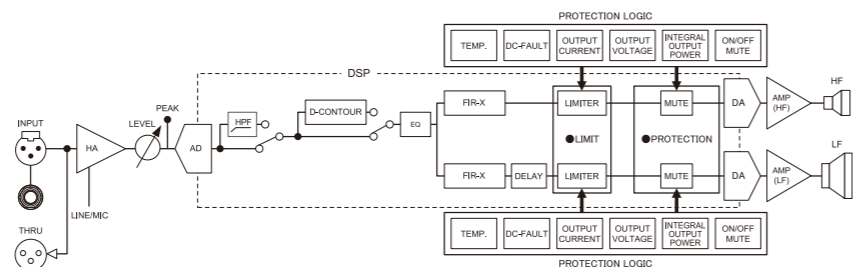 PROTECTION LOGIC
TEMP.
DC-FAULT
OUTPUT
CURRENT
OUTPUT
VOLTAGE
INTEGRAL
OUTPUT
POWER
ON/OFF
MUTE
DSP
PEAK
INPUT
LEVEL
HPF
D-CONTOUR
FIR-X
LIMITER
MUTE
DA
AMP
(HF)
HF
HA
AD
EQ
●LIMIT
●PROTECTION
LINE/MIC
FIR-X
DELAY
LIMITER
MUTE
DA
AMP
(LF)
LF
THRU
TEMP.
DC-FAULT
OUTPUT
CURRENT
OUTPUT
VOLTAGE
INTEGRAL
OUTPUT
POWER
ON/OFF
MUTE
PROTECTION LOGIC